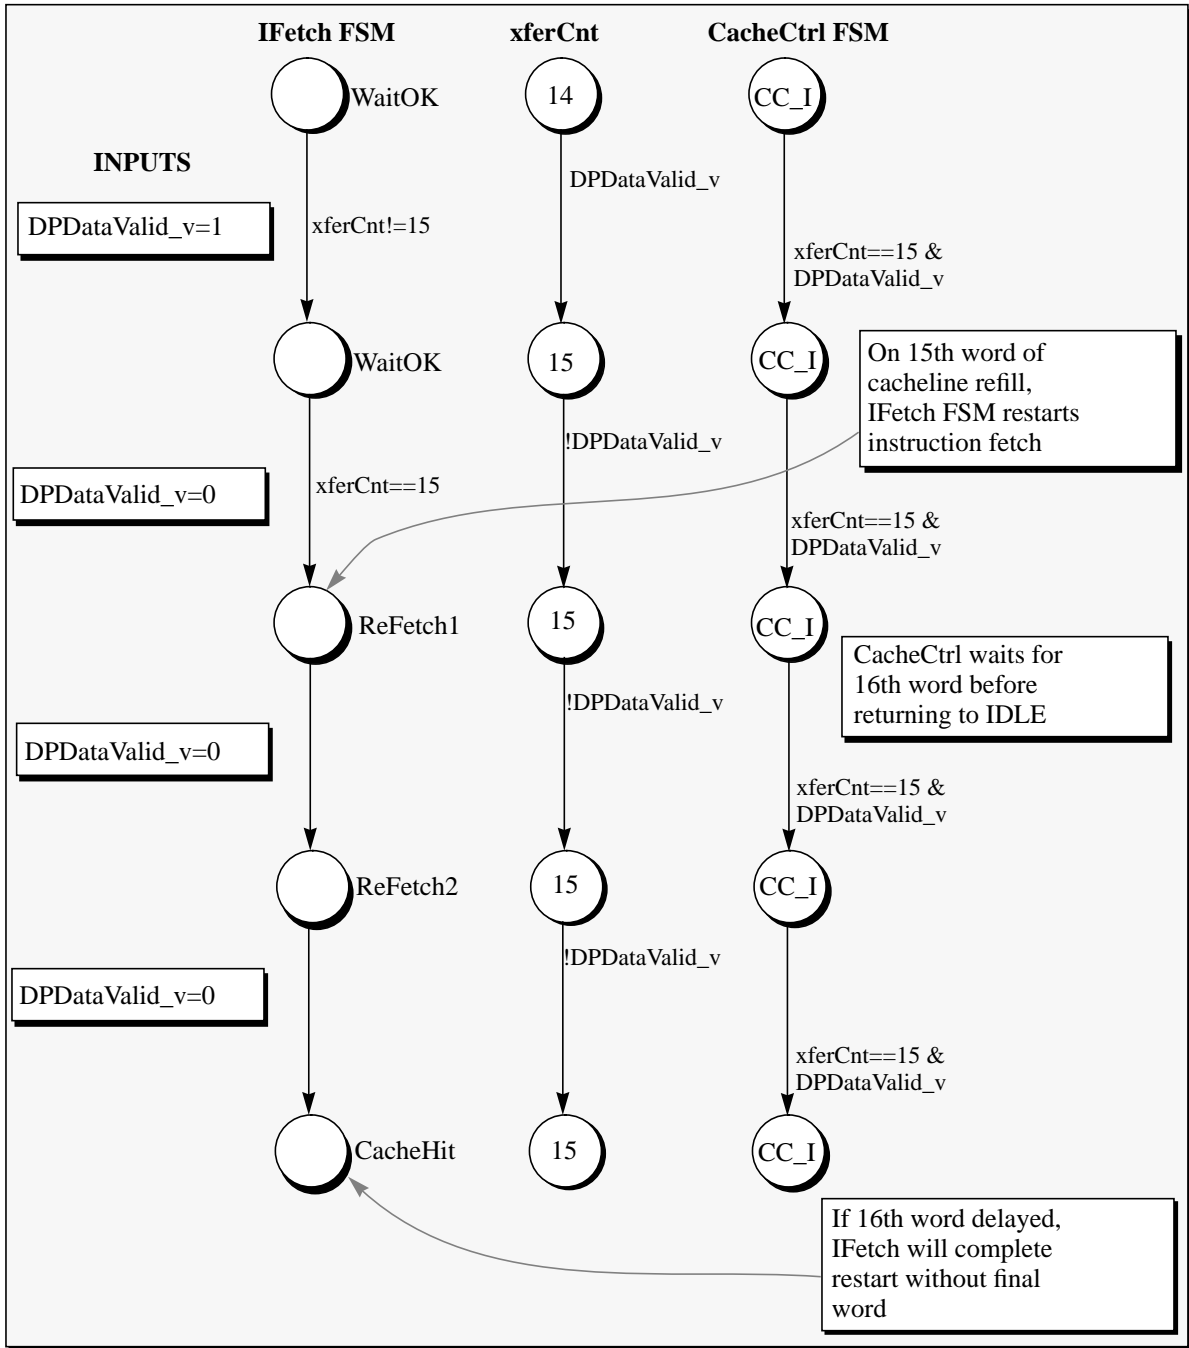 IFetch FSM
xferCnt
CacheCtrl FSM
WaitOK
14
CC_I
INPUTS
DPDataValid_v
DPDataValid_v=1
xferCnt!=15
xferCnt==15 &
DPDataValid_v
WaitOK
15
CC_I
On 15th word of
cacheline refill,
IFetch FSM restarts
instruction fetch
!DPDataValid_v
DPDataValid_v=0
xferCnt==15
xferCnt==15 &
DPDataValid_v
ReFetch1
15
CC_I
CacheCtrl waits for
16th word before
returning to IDLE
!DPDataValid_v
DPDataValid_v=0
xferCnt==15 &
DPDataValid_v
ReFetch2
15
CC_I
!DPDataValid_v
DPDataValid_v=0
xferCnt==15 &
DPDataValid_v
CacheHit
15
CC_I
If 16th word delayed,
IFetch will complete
restart without final
word